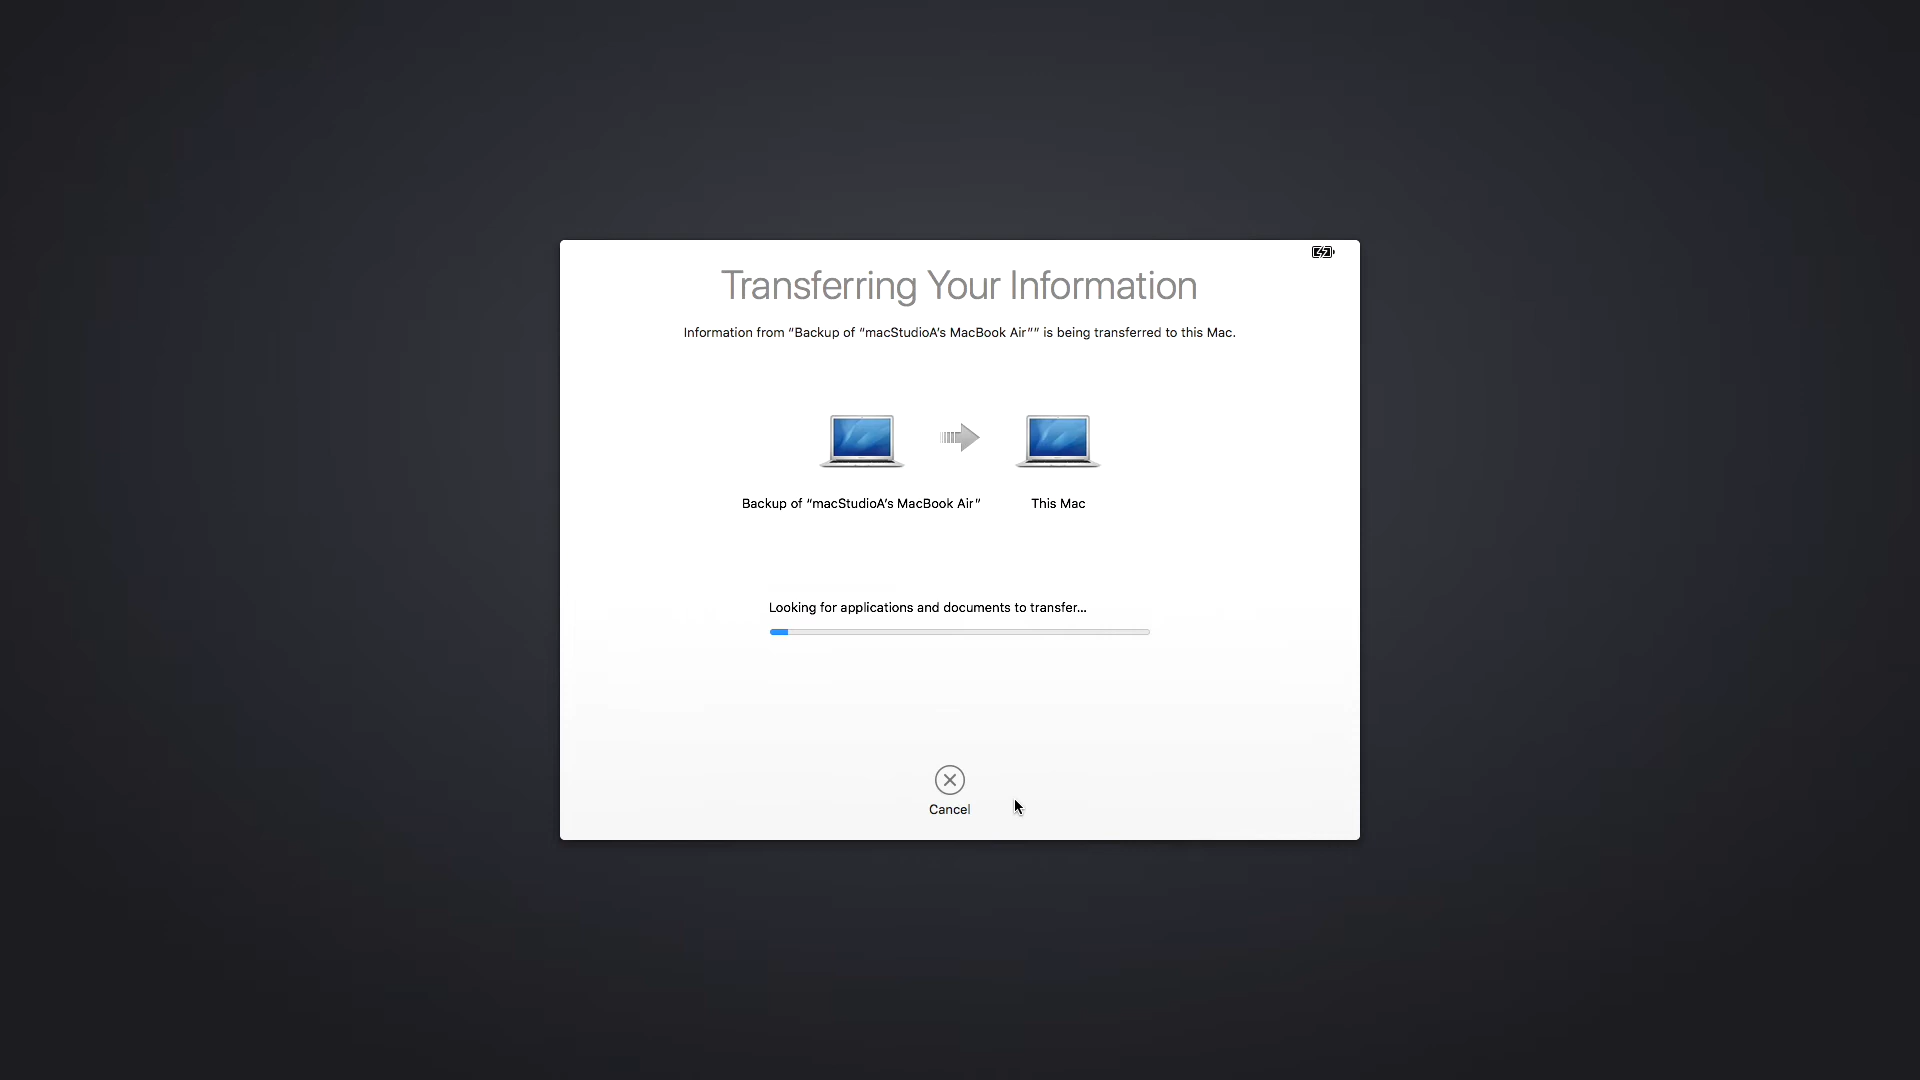 Transferring Your Information
Information from “Backup of “macStudioA’s MacBook Air”” is being transferred to this Mac.
Backup of “macStudioA’s MacBook Air”
This Mac
Looking for applications and documents to transfer...
Cancel